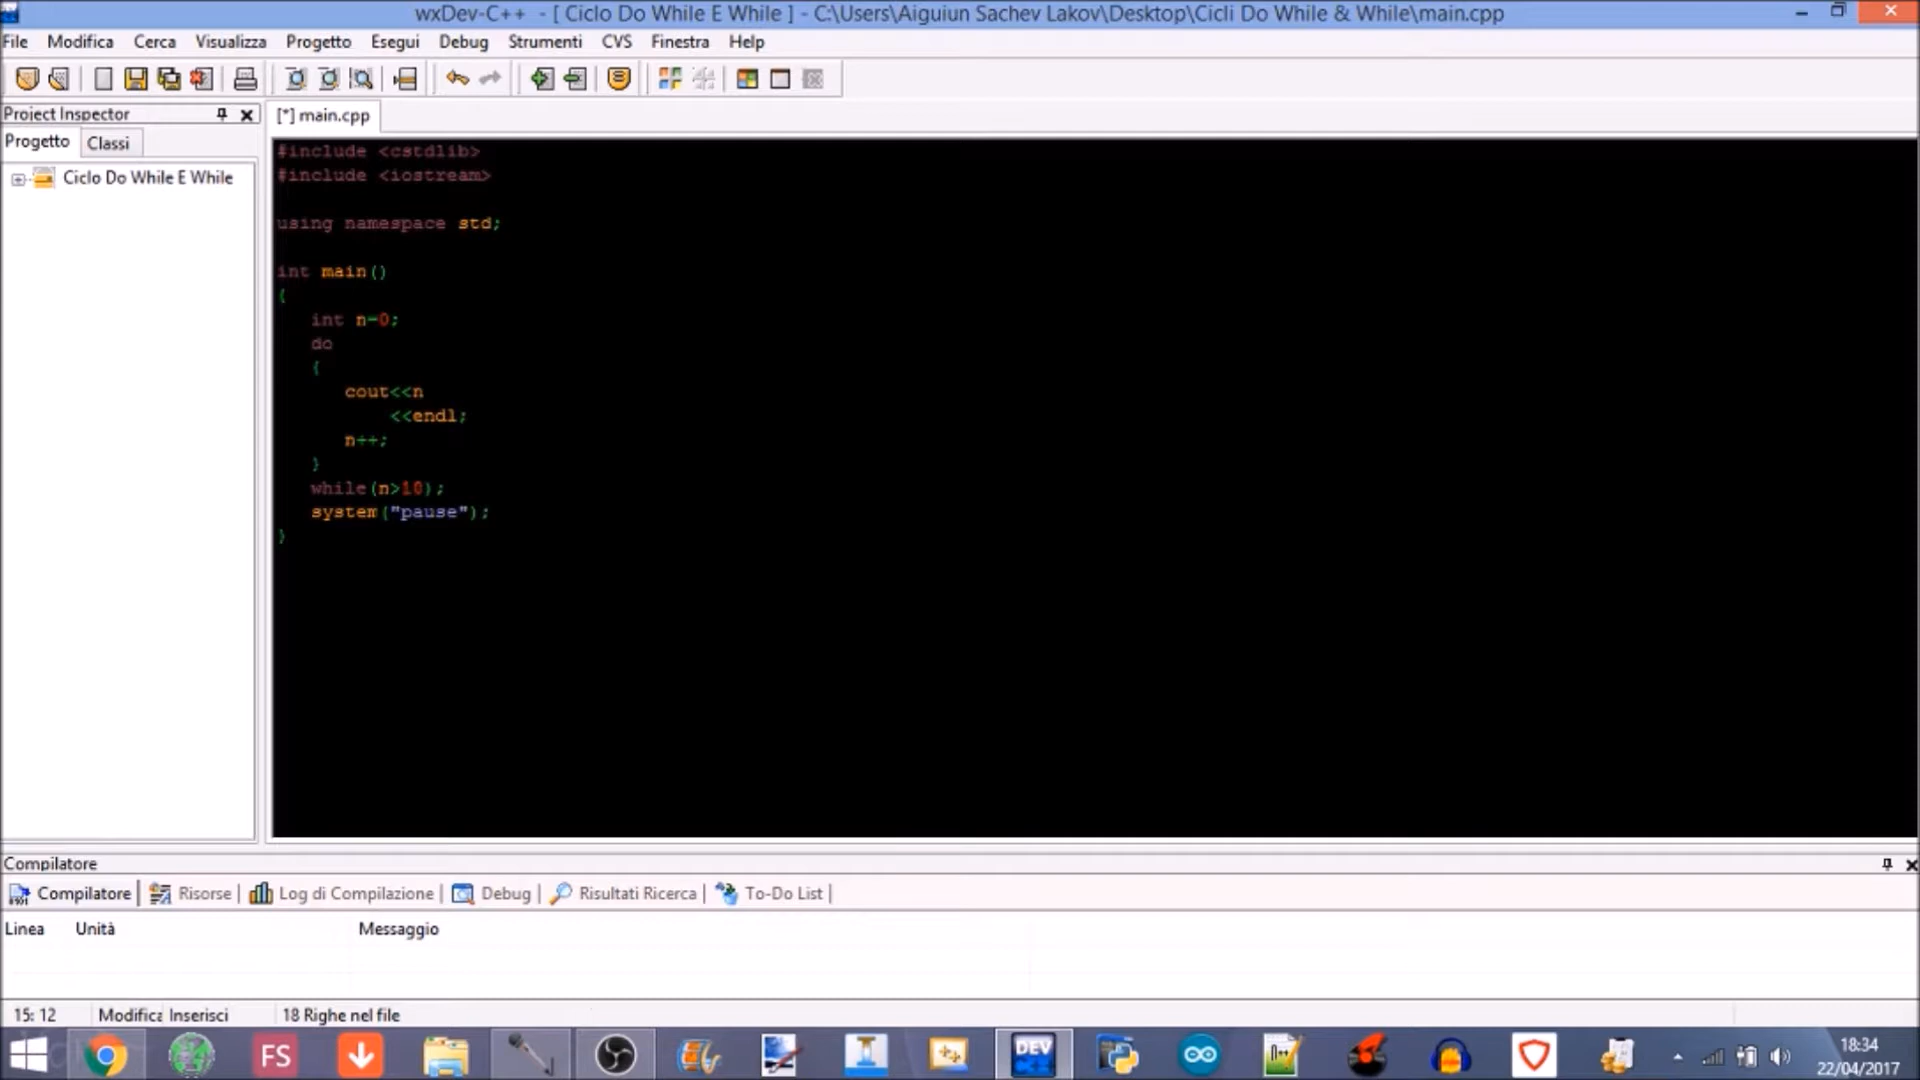 wxDev-C++ - [ Ciclo Do While E While ] - C:\Users\Aiguiun Sachev Lakov\Desktop\Cicli Do While & While\main.cpp
File Modifica Cerca Visualizza Progetto Esegui Debug Strumenti CVS Finestra Help
Project Inspector
[*] main.cpp
Progetto Classi
Ciclo Do While E While
#include <cstdlib>
#include <iostream>
using namespace std;
int main()
{
int n=0;
do
{
cout<<n
<<endl;
n++;
}
while(n>10);
system("pause");
}
Compilatore
Compilatore Risorse Log di Compilazione Debug Risultati Ricerca To-Do List
Linea Unità Messaggio
15: 12 Modifica Inserisci 18 Righe nel file
FS DEV
18:34
22/04/2017